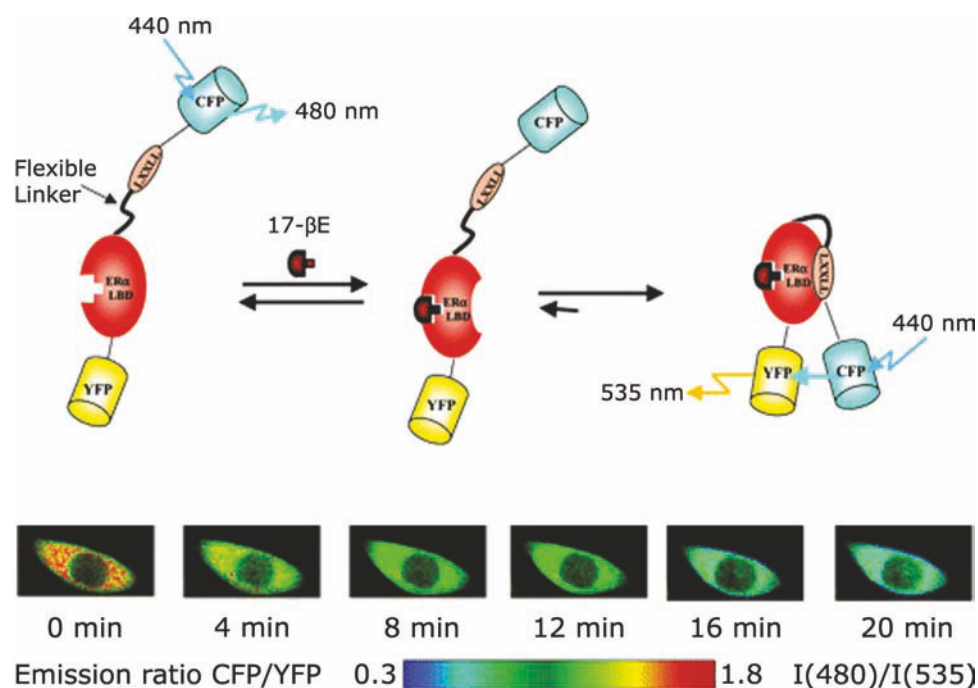 440 nm
CFP
480 nm
LXXLL
Flexible
Linker
ERα
LBD
YFP
17-βE
CFP
LXXLL
ERα
LBD
YFP
ERα
LBD
LXXLL
440 nm
YFP
CFP
535 nm
0 min
4 min
8 min
12 min
16 min
20 min
Emission ratio CFP/YFP 0.3 1.8 I(480)/I(535)